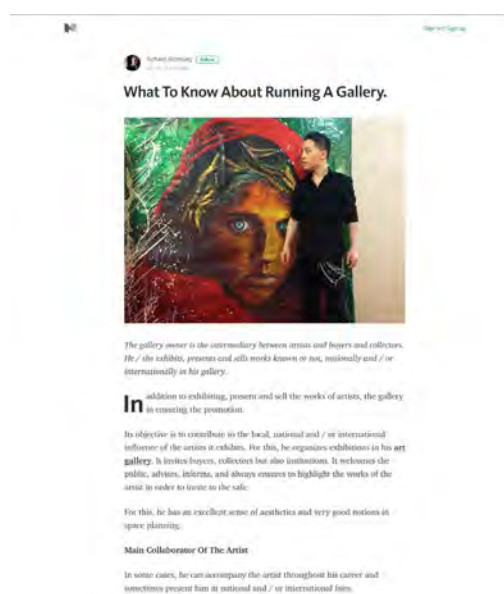 Sign up
Follow
What To Know About Running A Gallery.
The gallery owner is the intermediary between artists and buyers and collectors.
He / she exhibits, presents and sells works known or not, nationally and / or
internationally in his gallery.
In addition to exhibiting, present and sell the works of artists, the gallery
is ensuring the promotion.
Its objective is to contribute to the local, national and / or international
influence of the artists it exhibits. For this, he organizes exhibitions in his art
gallery. It invites buyers, collectors but also institutions. It welcomes the
public, advises, informs, and always ensures to highlight the works of the
artist in order to invite to the sale.
For this, he has an excellent sense of aesthetics and very good notions in
space planning.
Main Collaborator Of The Artist
In some cases, he can accompany the artist throughout his career and
sometimes present him at national and / or international fairs.